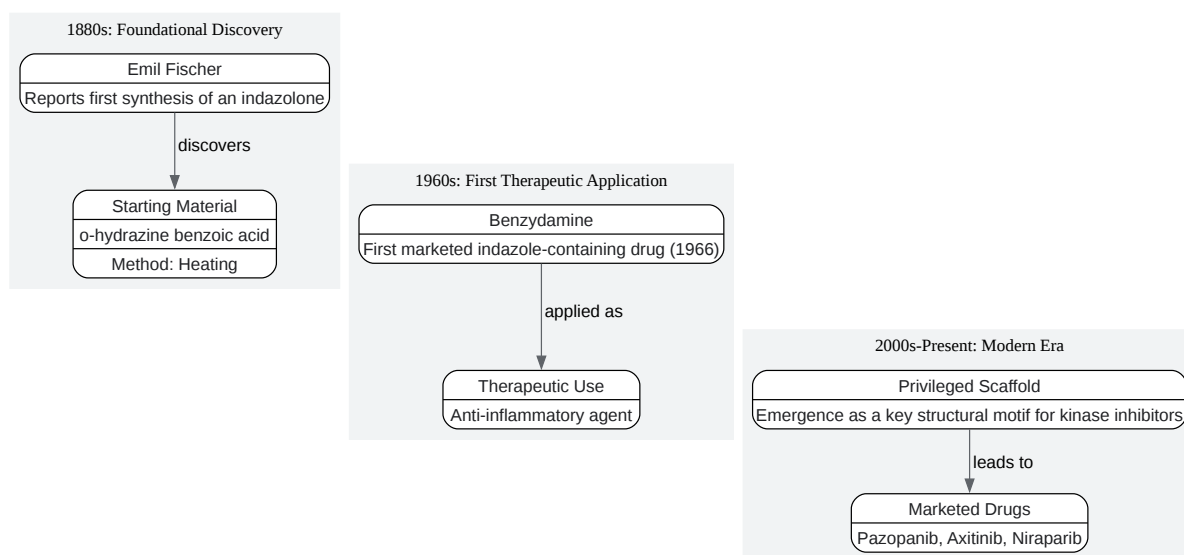 1880s: Foundational Discovery
Emil Fischer
Reports first synthesis of an indazolone
discovers
Starting Material
o-hydrazine benzoic acid
Method: Heating
1960s: First Therapeutic Application
Benzydamine
First marketed indazole-containing drug (1966)
applied as
Therapeutic Use
Anti-inflammatory agent
2000s-Present: Modern Era
Privileged Scaffold
Emergence as a key structural motif for kinase inhibitors
leads to
Marketed Drugs
Pazopanib, Axitinib, Niraparib